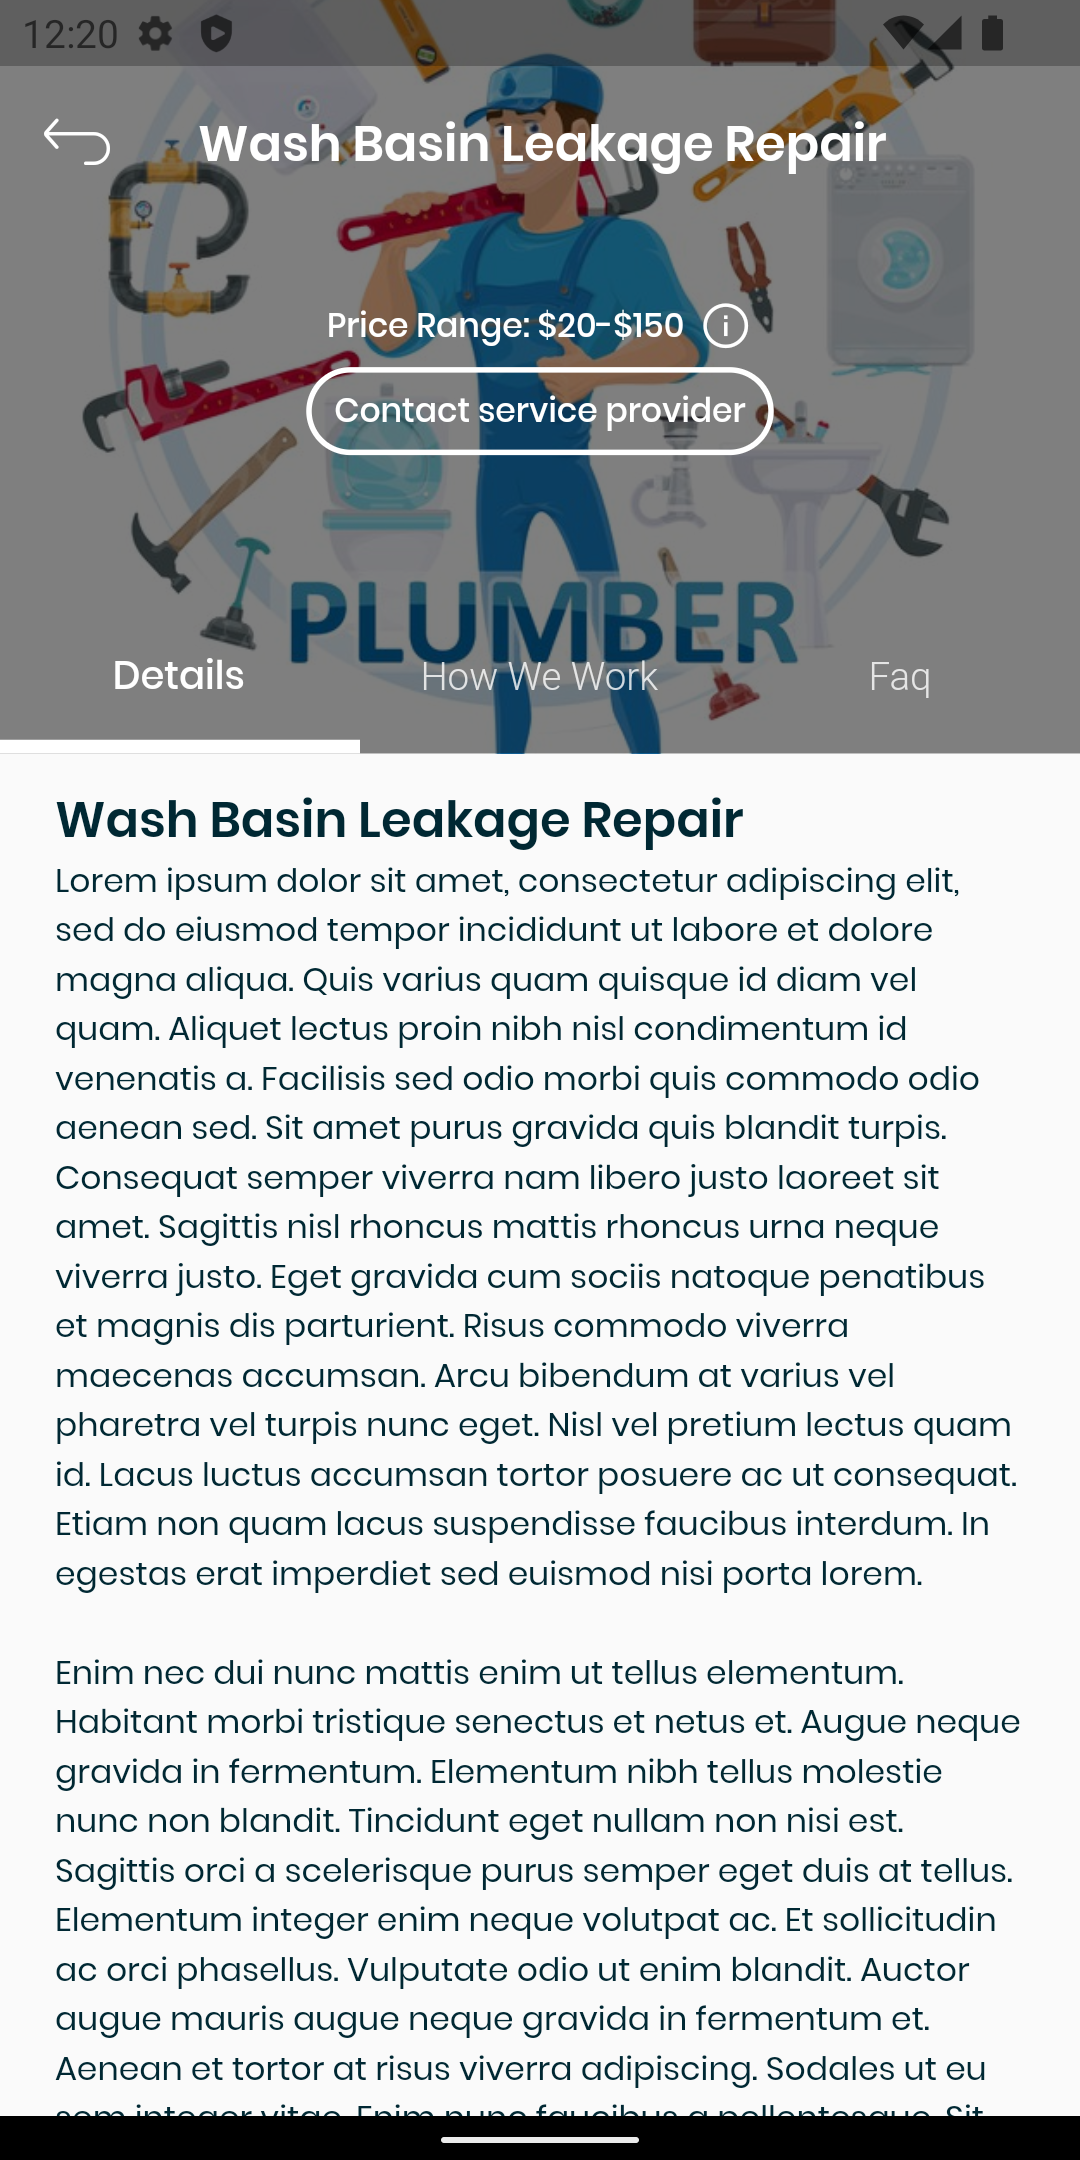 12:20
Wash Basin Leakage Repair
Price Range: $20-$150
Contact service provider
PLUMBER
Details
How We Work
Faq
Wash Basin Leakage Repair
Lorem ipsum dolor sit amet, consectetur adipiscing elit,
sed do eiusmod tempor incididunt ut labore et dolore
magna aliqua. Quis varius quam quisque id diam vel
quam. Aliquet lectus proin nibh nisl condimentum id
venenatis a. Facilisis sed odio morbi quis commodo odio
aenean sed. Sit amet purus gravida quis blandit turpis.
Consequat semper viverra nam libero justo laoreet sit
amet. Sagittis nisl rhoncus mattis rhoncus urna neque
viverra justo. Eget gravida cum sociis natoque penatibus
et magnis dis parturient. Risus commodo viverra
maecenas accumsan. Arcu bibendum at varius vel
pharetra vel turpis nunc eget. Nisl vel pretium lectus quam
id. Lacus luctus accumsan tortor posuere ac ut consequat.
Etiam non quam lacus suspendisse faucibus interdum. In
egestas erat imperdiet sed euismod nisi porta lorem.
Enim nec dui nunc mattis enim ut tellus elementum.
Habitant morbi tristique senectus et netus et. Augue neque
gravida in fermentum. Elementum nibh tellus molestie
nunc non blandit. Tincidunt eget nullam non nisi est.
Sagittis orci a scelerisque purus semper eget duis at tellus.
Elementum integer enim neque volutpat ac. Et sollicitudin
ac orci phasellus. Vulputate odio ut enim blandit. Auctor
augue mauris augue neque gravida in fermentum et.
Aenean et tortor at risus viverra adipiscing. Sodales ut eu
sem integer vitae. Enim nunc faucibus a pellentesque. Sit